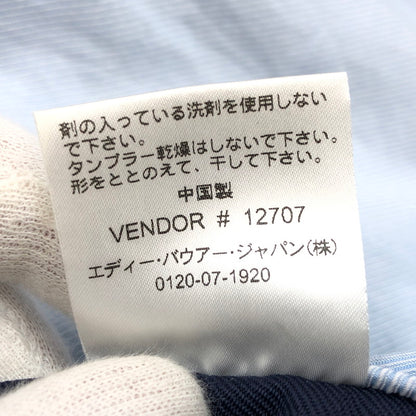 剤の入っている洗剤を使用しない
で下さい。
タンブラー乾燥はしないで下さい。
形をととのえて、干して下さい。
中国製
VENDOR # 12707
エディー・バウアー・ジャパン(株)
0120-07-1920